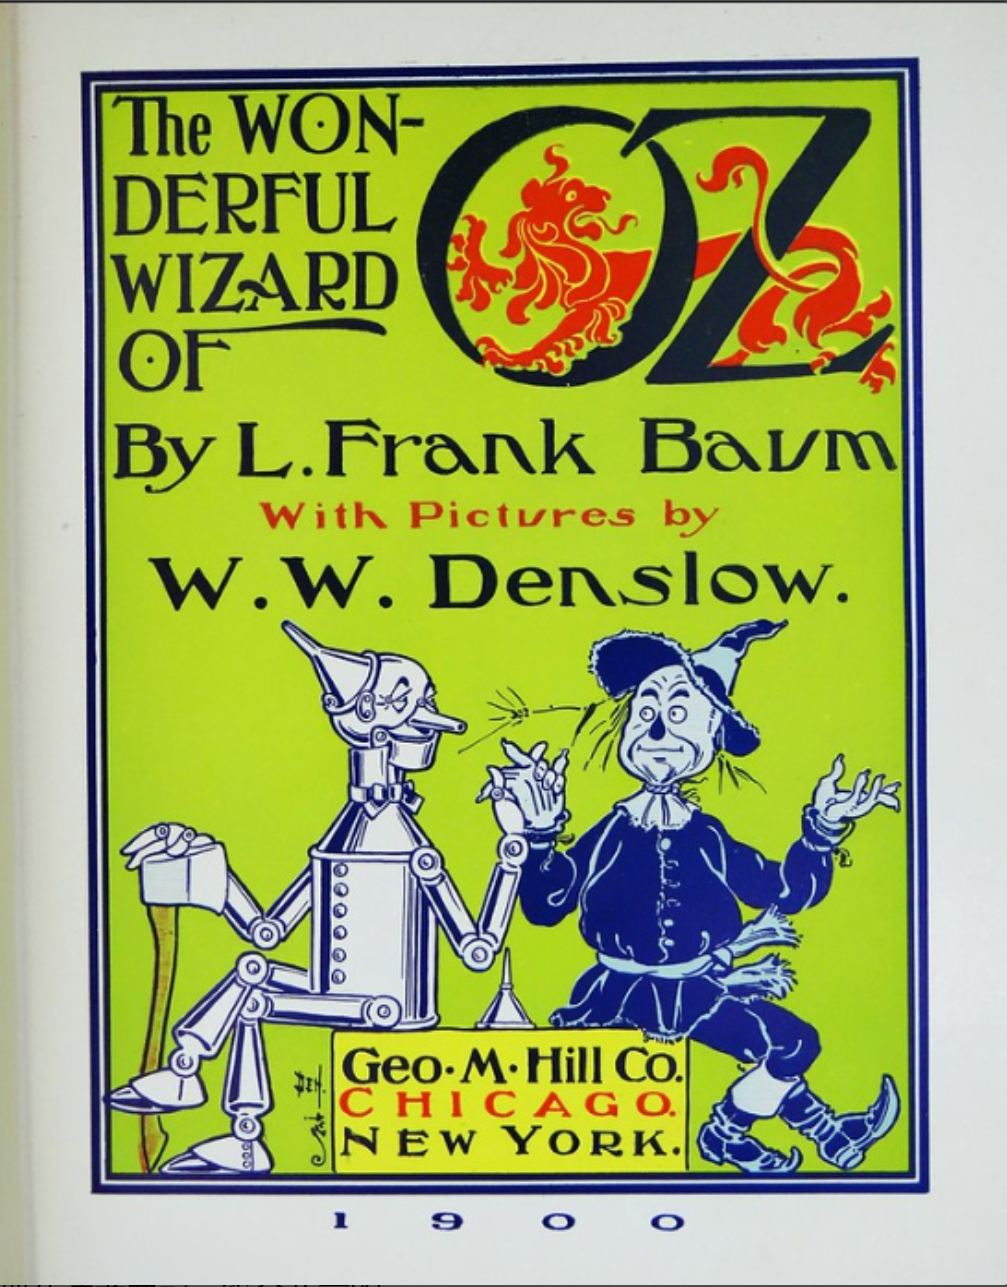 The WON-
DERFUL
WIZARD
OF
OZ
By L. Frank Baum
With Pictures by
W. W. Denslow.
Geo. M. Hill Co.
CHICAGO.
NEW YORK.
1900